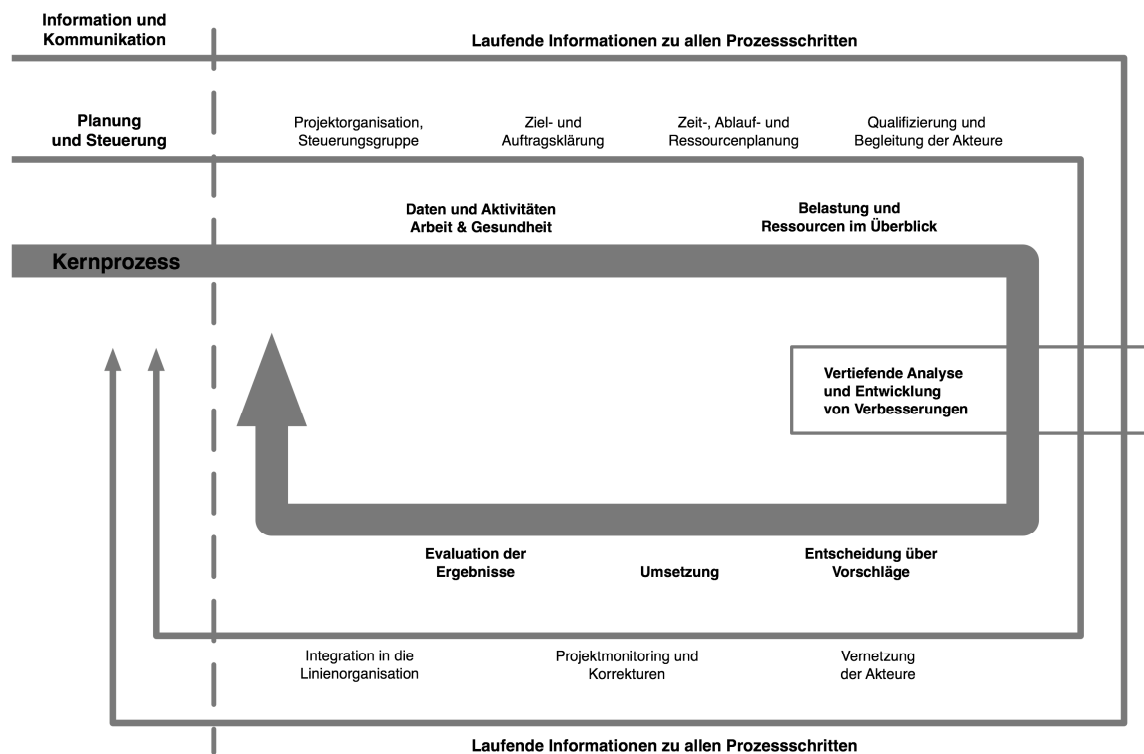 Information und
Kommunikation
Laufende Informationen zu allen Prozessschritten
Planung
und Steuerung
Projektorganisation,
Steuerungsgruppe
Ziel- und
Auftragsklärung
Zeit-, Ablauf- und
Ressourcenplanung
Qualifizierung und
Begleitung der Akteure
Daten und Aktivitäten
Arbeit & Gesundheit
Belastung und
Ressourcen im Überblick
Kernprozess
Vertiefende Analyse
und Entwicklung
von Verbesserungen
Evaluation der
Ergebnisse
Umsetzung
Entscheidung über
Vorschläge
Integration in die
Linienorganisation
Projektmonitoring und
Korrekturen
Vernetzung
der Akteure
Laufende Informationen zu allen Prozessschritten